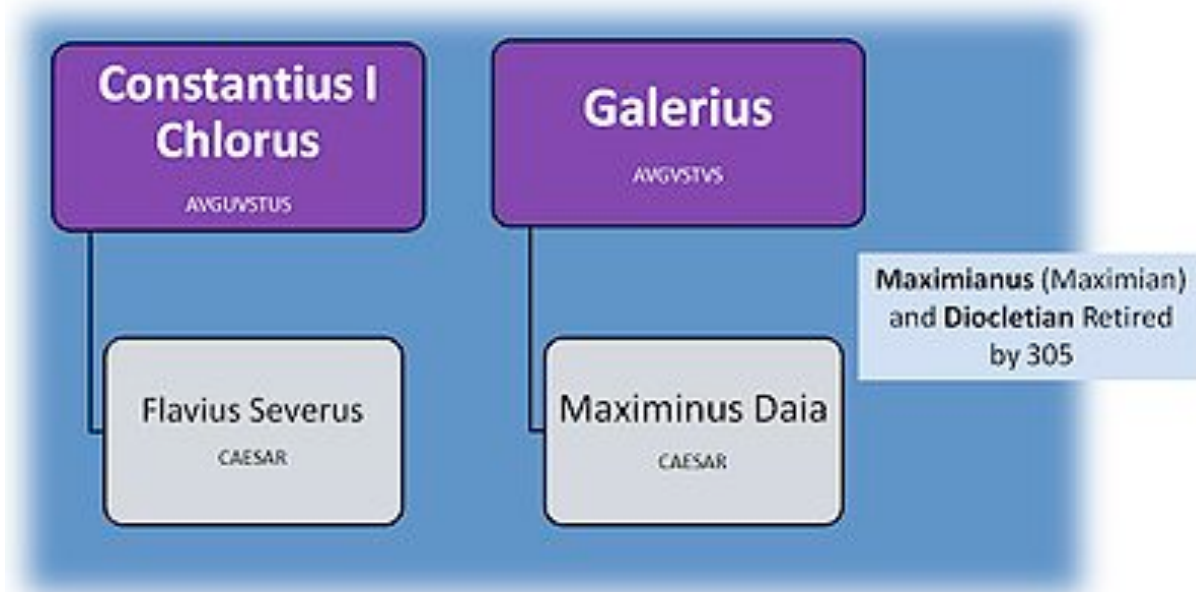 Constantius I
Chlorus
AVGUVSTUS
Galerius
AVGVSTVS
Maximianus (Maximian)
and Diocletian Retired
by 305
Flavius Severus
CAESAR
Maximinus Daia
CAESAR